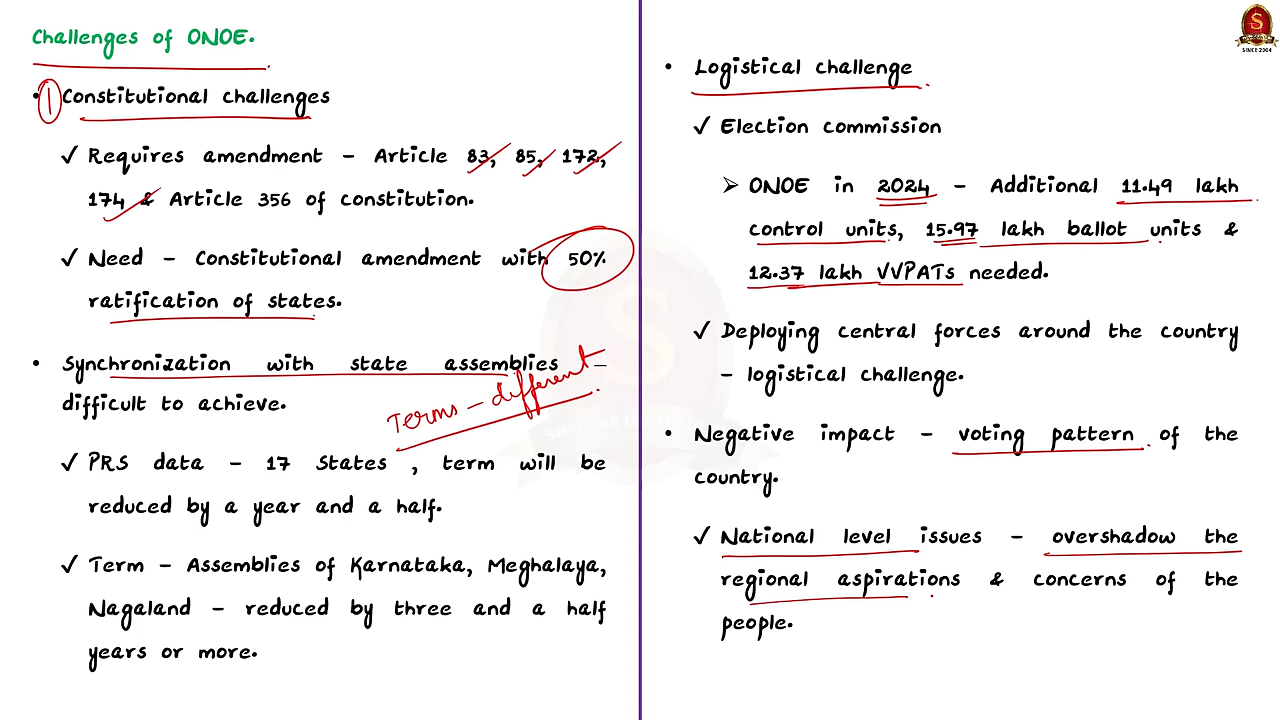 Challenges of ONOE.
① Constitutional challenges
✓ Requires amendment – Article 83, 85, 172,
174 & Article 356 of constitution.
✓ Need – Constitutional amendment with 50%
ratification of states.
• Synchronization with state assemblies –
difficult to achieve.
Terms – different
✓ PRS data – 17 States , term will be
reduced by a year and a half.
✓ Term – Assemblies of Karnataka, Meghalaya,
Nagaland – reduced by three and a half
years or more.
• Logistical challenge
✓ Election commission
➢ ONOE in 2024 – Additional 11.49 lakh
control units, 15.97 lakh ballot units &
12.37 lakh VVPATs needed.
✓ Deploying central forces around the country
– logistical challenge.
• Negative impact – voting pattern of the
country.
✓ National level issues – overshadow the
regional aspirations & concerns of the
people.
S
SINCE 2004